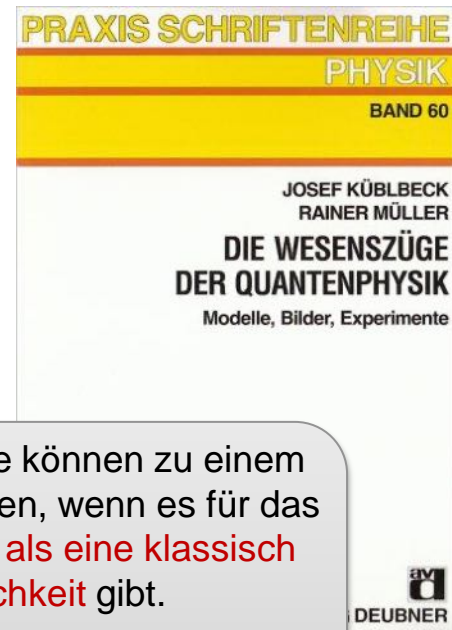 PRAXIS SCHRIFTENREIHE
PHYSIK
BAND 60
JOSEF KÜBLBECK
RAINER MÜLLER
DIE WESENSZÜGE
DER QUANTENPHYSIK
Modelle, Bilder, Experimente
e können zu einem
en, wenn es für das
als eine klassisch
chkeit gibt.
DEUBNER